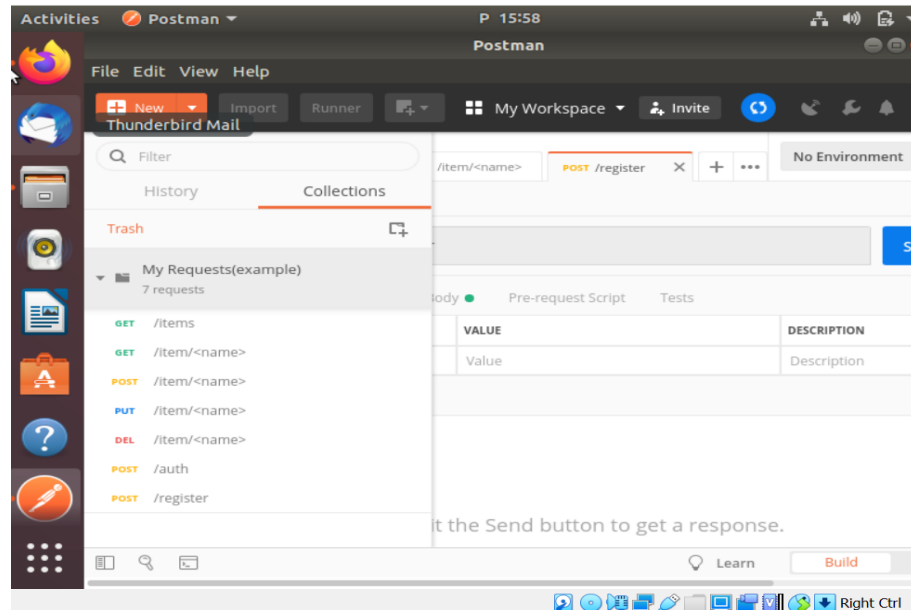 Activities Postman P 15:58
Postman
File Edit View Help
New Import Runner My Workspace Invite
Thunderbird Mail
Filter
/item/<name> POST /register No Environment
History Collections
Trash
My Requests(example)
7 requests
Pre-request Script Tests
VALUE DESCRIPTION
Value Description
GET /items
GET /item/<name>
POST /item/<name>
PUT /item/<name>
DEL /item/<name>
POST /auth
POST /register
it the Send button to get a response.
Learn Build
Right Ctrl